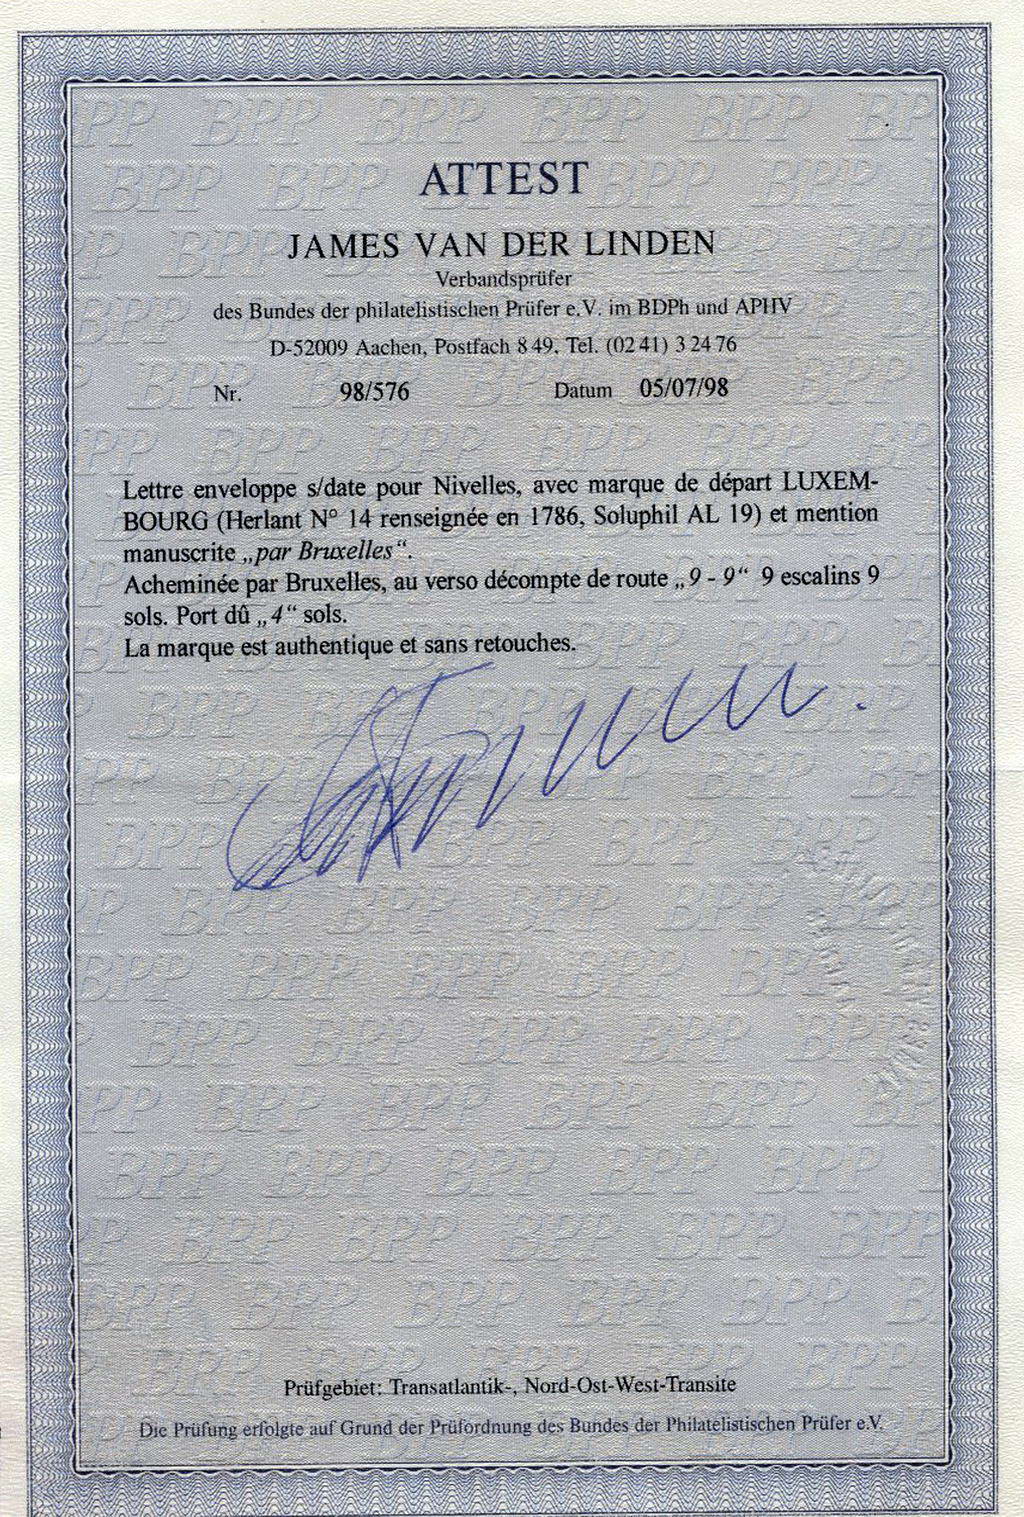 ATTEST
JAMES VAN DER LINDEN
Verbandsprüfer
des Bundes der philatelistischen Prüfer e.V. im BDPh und APHV
D-52009 Aachen, Postfach 8 49, Tel. (02 41) 3 24 76
Nr. 98/576 Datum 05/07/98
Lettre enveloppe s/date pour Nivelles, avec marque de départ LUXEM-
BOURG (Herlant N° 14 renseignée en 1786, Soluphil AL 19) et mention
manuscrite „par Bruxelles“.
Acheminée par Bruxelles, au verso décompte de route „9 - 9“ 9 escalins 9
sols. Port dû „4“ sols.
La marque est authentique et sans retouches.
Prüfgebiet: Transatlantik-, Nord-Ost-West-Transite
Die Prüfung erfolgte auf Grund der Prüfordnung des Bundes der Philatelistischen Prüfer e.V.